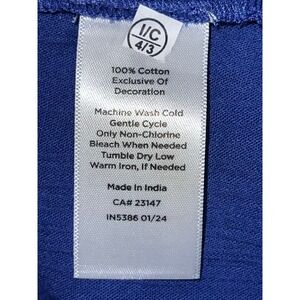 I/C
4/3
100% Cotton
Exclusive Of
Decoration
Machine Wash Cold
Gentle Cycle
Only Non-Chlorine
Bleach When Needed
Tumble Dry Low
Warm Iron, If Needed
Made In India
CA# 23147
IN5386 01/24